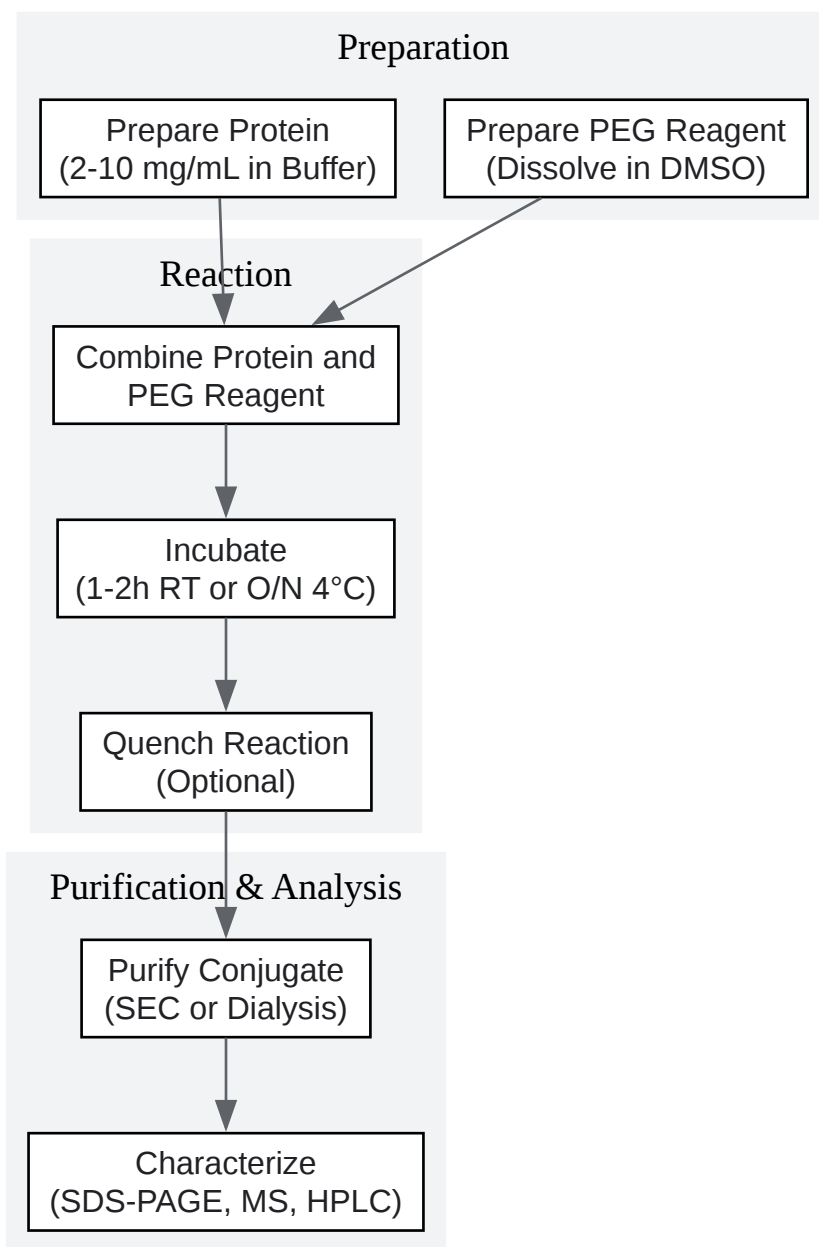 Preparation
Prepare Protein
(2-10 mg/mL in Buffer)
Prepare PEG Reagent
(Dissolve in DMSO)
Reaction
Combine Protein and
PEG Reagent
Incubate
(1-2h RT or O/N 4°C)
Quench Reaction
(Optional)
Purification & Analysis
Purify Conjugate
(SEC or Dialysis)
Characterize
(SDS-PAGE, MS, HPLC)